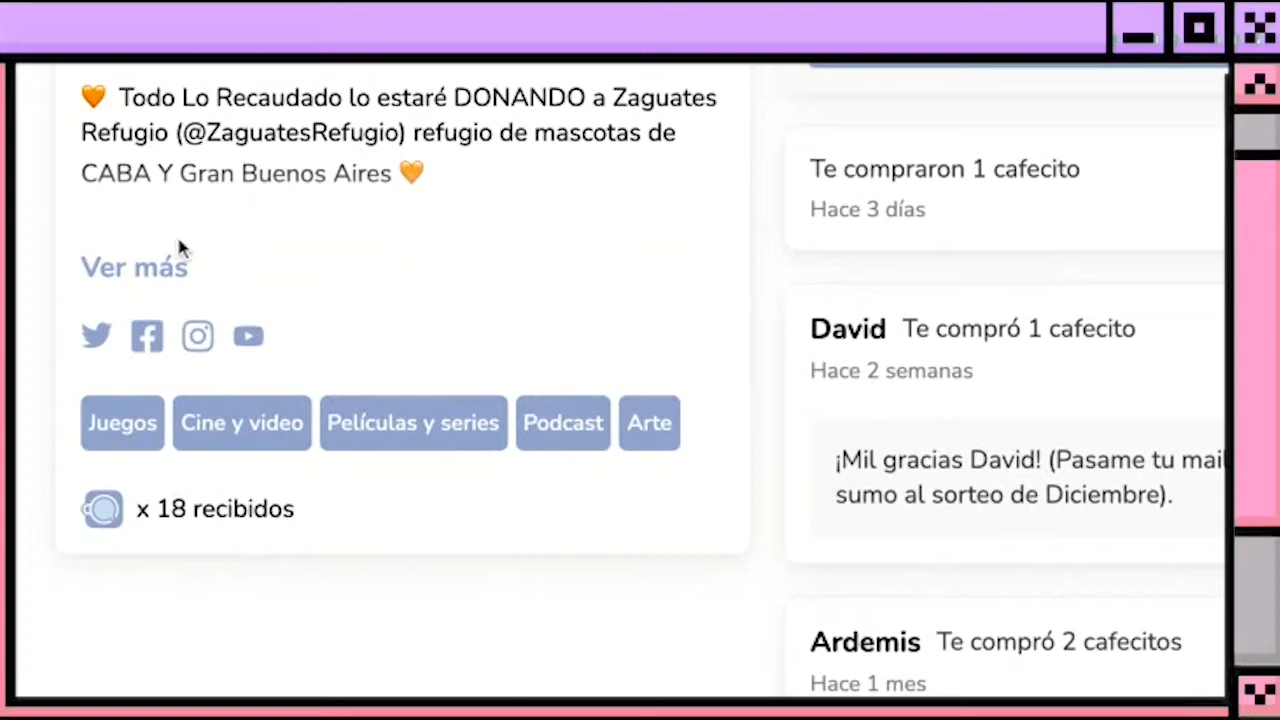 🧡 Todo Lo Recaudado lo estaré DONANDO a Zaguates
Refugio (@ZaguatesRefugio) refugio de mascotas de
CABA Y Gran Buenos Aires 🧡
Ver más
Juegos
Cine y video
Películas y series
Podcast
Arte
x 18 recibidos
Te compraron 1 cafecito
Hace 3 días
David Te compró 1 cafecito
Hace 2 semanas
¡Mil gracias David! (Pasame tu mail
sumo al sorteo de Diciembre).
Ardemis Te compró 2 cafecitos
Hace 1 mes